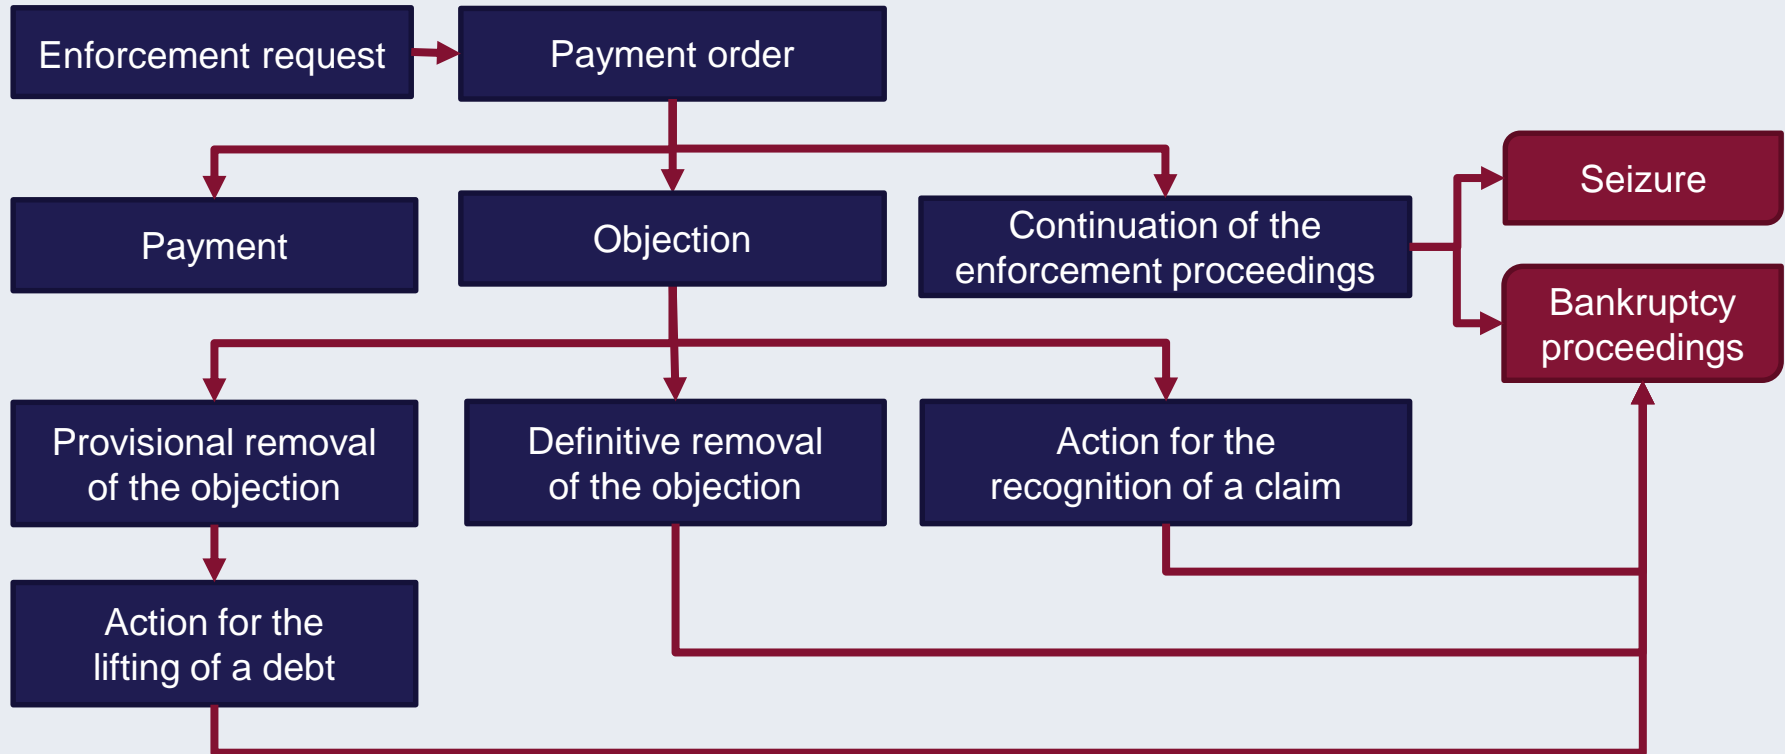 Enforcement request
Payment order
Seizure
Payment
Objection
Continuation of the
enforcement proceedings
Bankruptcy
proceedings
Provisional removal
of the objection
Definitive removal
of the objection
Action for the
recognition of a claim
Action for the
lifting of a debt